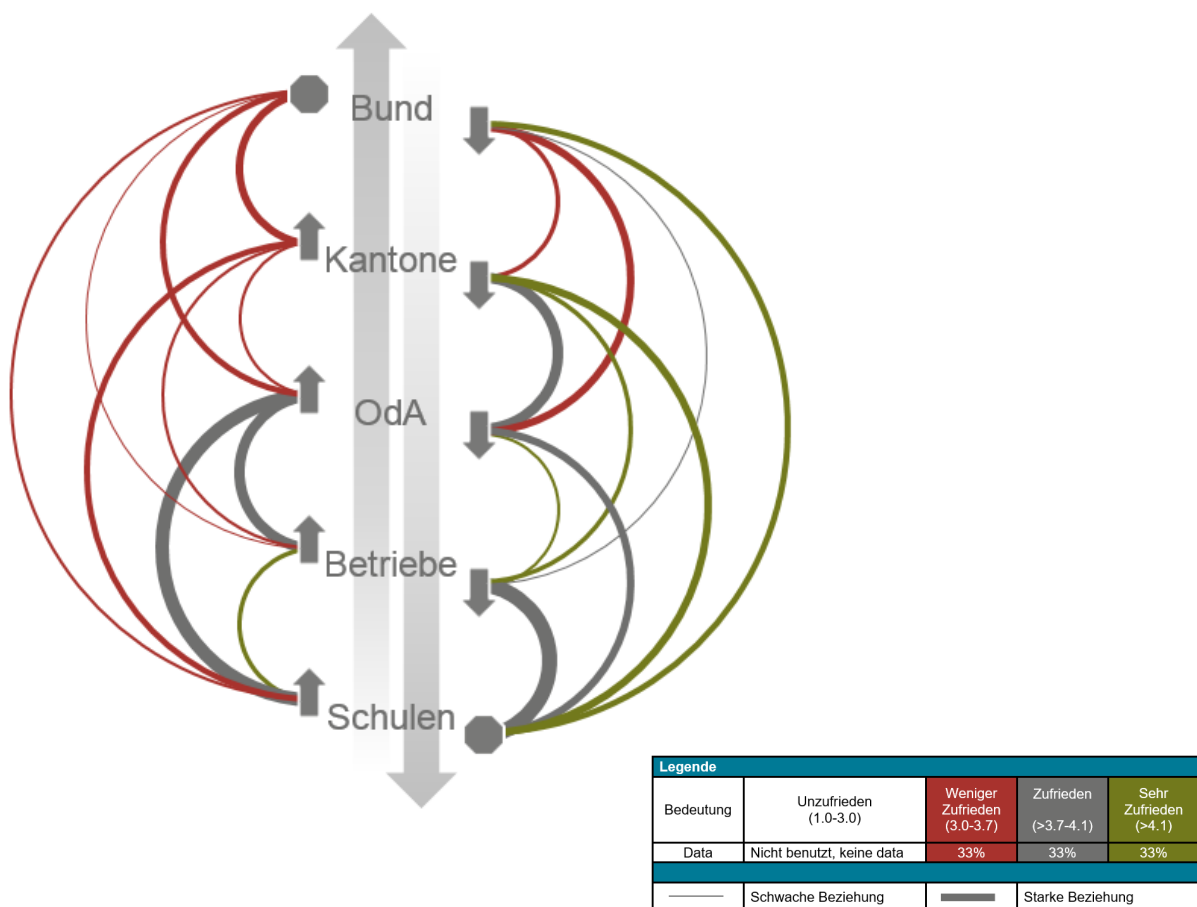 Bund
Kantone
OdA
Betriebe
Schulen
Legende
Bedeutung
Unzufrieden
(1.0-3.0)
Weniger
Zufrieden
(3.0-3.7)
Zufrieden
(>3.7-4.1)
Sehr
Zufrieden
(>4.1)
Data
Nicht benutzt, keine data
33%
33%
33%
Schwache Beziehung
Starke Beziehung